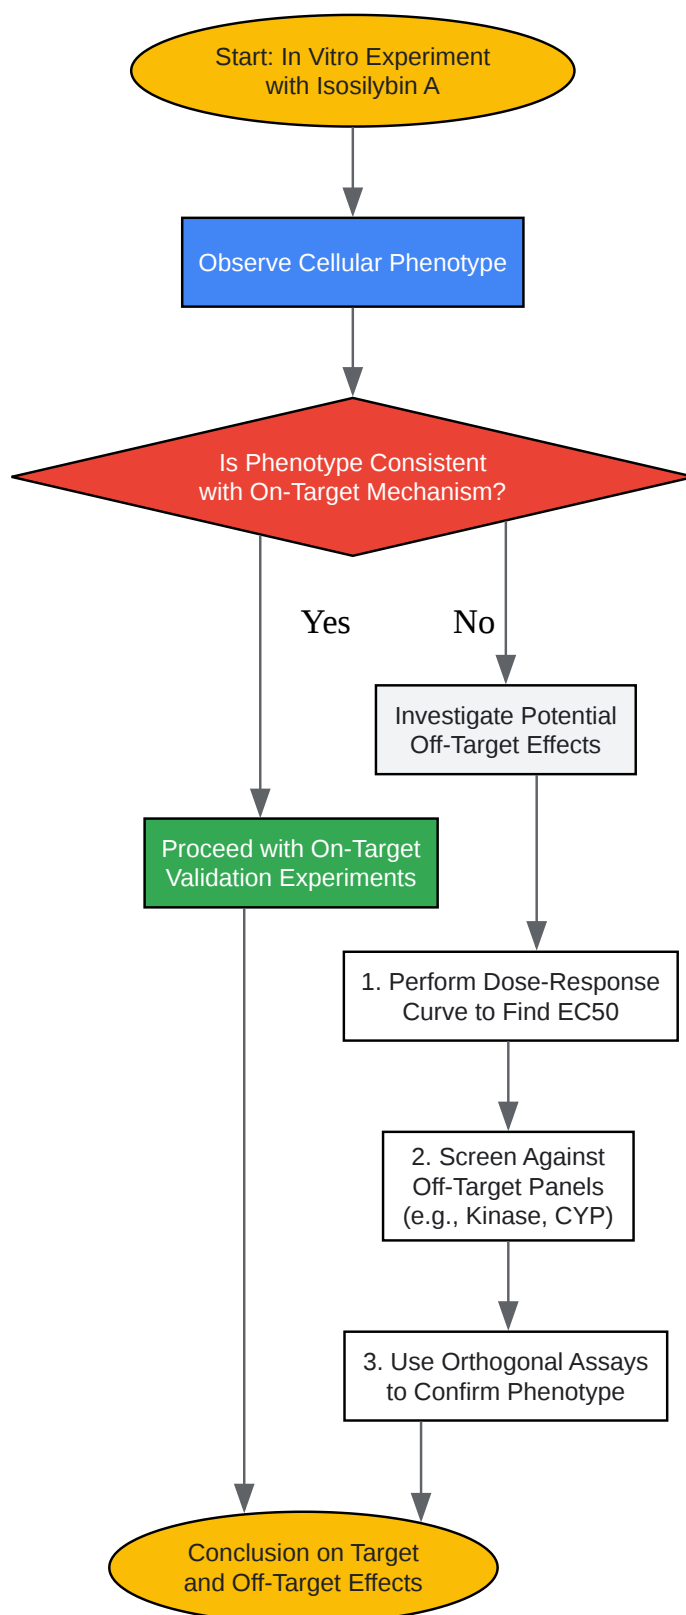 Start: In Vitro Experiment
with Isosilybin A
Observe Cellular Phenotype
Is Phenotype Consistent
with On-Target Mechanism?
Yes
No
Investigate Potential
Off-Target Effects
Proceed with On-Target
Validation Experiments
1. Perform Dose-Response
Curve to Find EC50
2. Screen Against
Off-Target Panels
(e.g., Kinase, CYP)
3. Use Orthogonal Assays
to Confirm Phenotype
Conclusion on Target
and Off-Target Effects